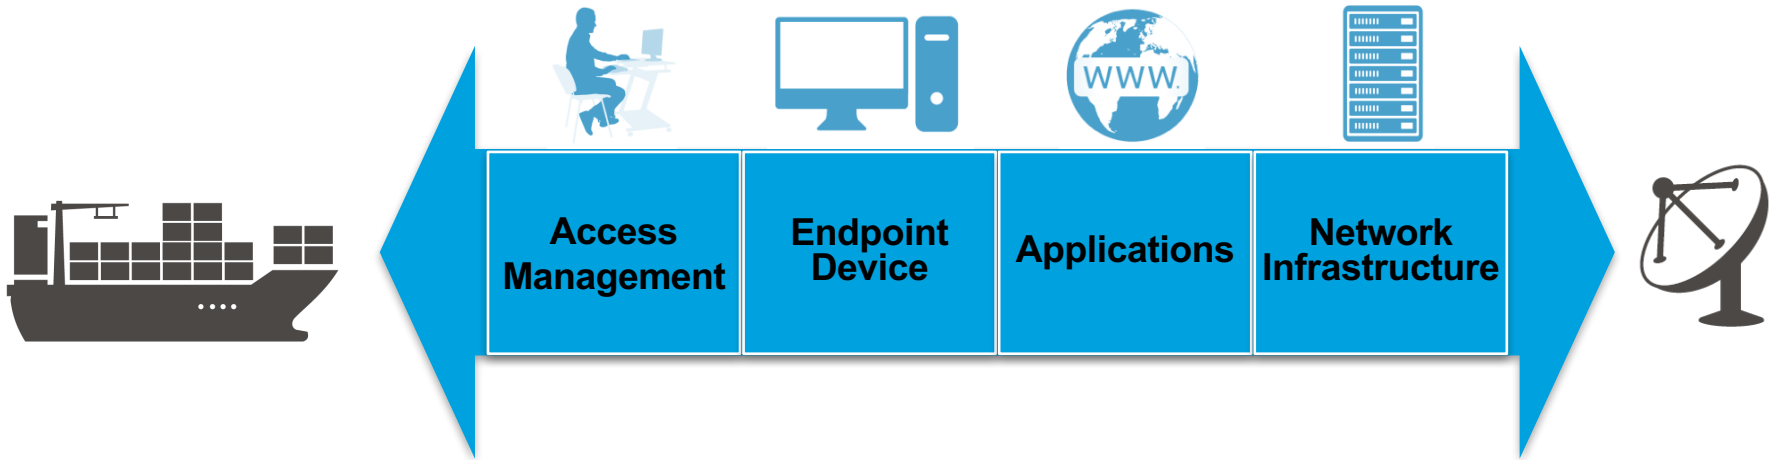 WWW.
Access
Management
Endpoint
Device
Applications
Network
Infrastructure